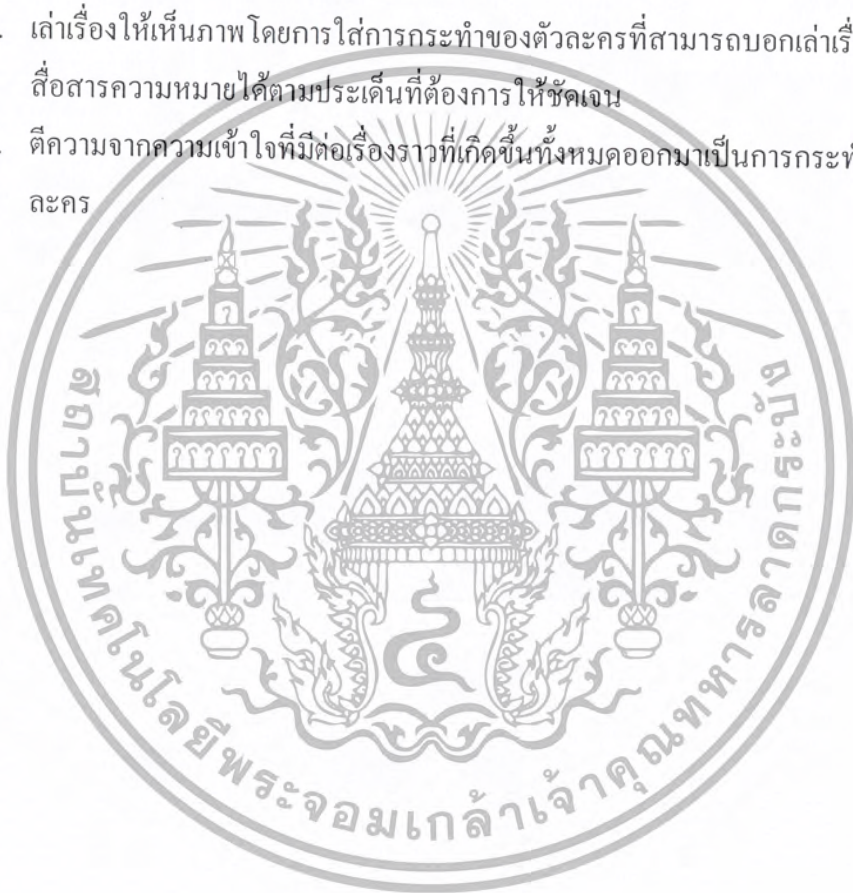 เล่าเรื่องให้เห็นภาพโดยการใส่การกระทำของตัวละครที่สามารถบอกเล่าเรื่
สื่อสารความหมายได้ตามประเด็นที่ต้องการให้ชัดเจน
ตีความจากความเข้าใจที่มีต่อเรื่องราวที่เกิดขึ้นทั้งหมดออกมาเป็นการกระทำ
ละคร
๔
สถาบันเทคโนโลยีพระจอมเกล้าเจ้าคุณทหารลาดกระบัง